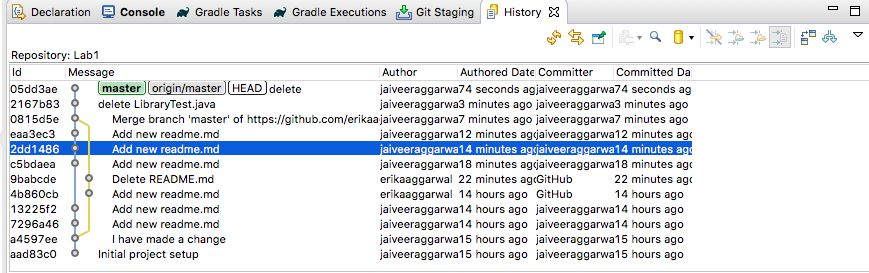 Declaration Console Gradle Tasks Gradle Executions Git Staging History
Repository: Lab1
Id Message Author Authored Date Committer Committed Da
05dd3ae master origin/master HEAD delete jaiveeraggarwa 74 seconds ago jaiveeraggarwa 74 seconds ago
2167b83 delete LibraryTest.java jaiveeraggarwa 3 minutes ago jaiveeraggarwa 3 minutes ago
0815d5e Merge branch 'master' of https://github.com/erikaa jaiveeraggarwa 7 minutes ago jaiveeraggarwa 7 minutes ago
eaa3ec3 Add new readme.md jaiveeraggarwa 12 minutes ago jaiveeraggarwa 12 minutes ago
2dd1486 Add new readme.md jaiveeraggarwa 14 minutes ago jaiveeraggarwa 14 minutes ago
c5bdaea Add new readme.md jaiveeraggarwa 18 minutes ago jaiveeraggarwa 18 minutes ago
9babcde Delete README.md erikaaggarwal 22 minutes ago GitHub 22 minutes ago
4b860cb Add new readme.md erikaaggarwal 14 hours ago GitHub 14 hours ago
13225f2 Add new readme.md jaiveeraggarwa 14 hours ago jaiveeraggarwa 14 hours ago
7296a46 Add new readme.md jaiveeraggarwa 14 hours ago jaiveeraggarwa 14 hours ago
a4597ee I have made a change jaiveeraggarwa 15 hours ago jaiveeraggarwa 15 hours ago
aad83c0 Initial project setup jaiveeraggarwa 15 hours ago jaiveeraggarwa 15 hours ago